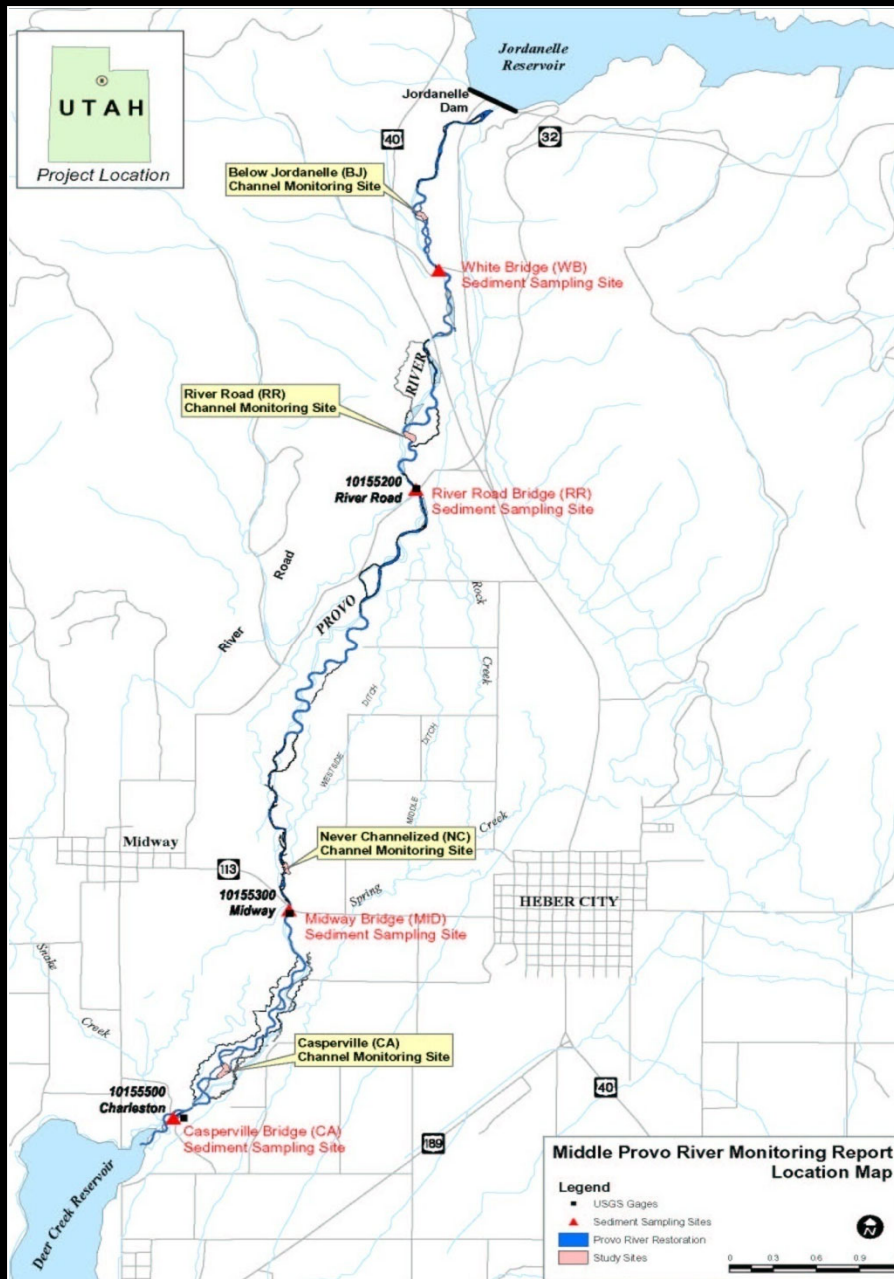 Jordanelle
Reservoir
UTAH
Project Location
Jordanelle
Dam
40
32
Below Jordanelle (BJ)
Channel Monitoring Site
White Bridge (WB)
Sediment Sampling Site
RIVER
River Road (RR)
Channel Monitoring Site
10155200
River Road
River Road Bridge (RR)
Sediment Sampling Site
River Road
PROVO
Rock Creek
WESTSIDE DITCH
MIDDLE DITCH
Midway
Never Channelized (NC)
Channel Monitoring Site
113
Spring Creek
HEBER CITY
10155300
Midway
Midway Bridge (MID)
Sediment Sampling Site
Snake Creek
Casperville (CA)
Channel Monitoring Site
10155500
Charleston
Casperville Bridge (CA)
Sediment Sampling Site
40
189
Deer Creek Reservoir
Middle Provo River Monitoring Report
Location Map
Legend
USGS Gages
Sediment Sampling Sites
Provo River Restoration
Study Sites
0 0.3 0.6 0.9